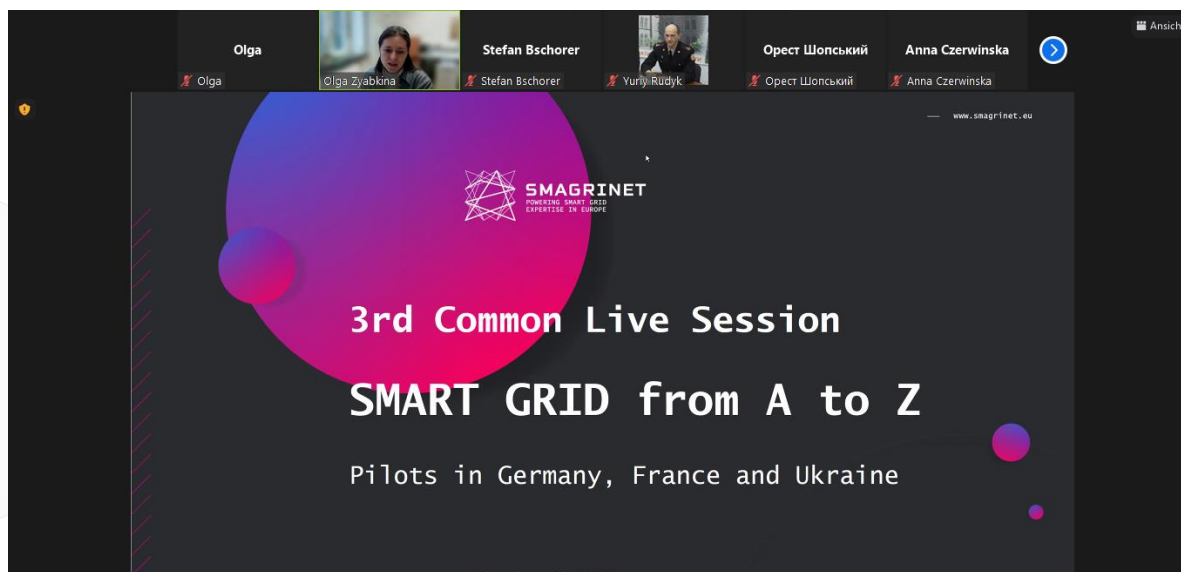 Ansich
Olga
Stefan Bschorer
Орест Шопський
Anna Czerwinska
Olga
Olga Zyabkina
Stefan Bschorer
Yuriy Rudyk
Орест Шопський
Anna Czerwinska
www.smagrinet.eu
SMAGRINET
POWERING SMART GRID
EXPERTISE IN EUROPE
3rd Common Live Session
SMART GRID from A to Z
Pilots in Germany, France and Ukraine